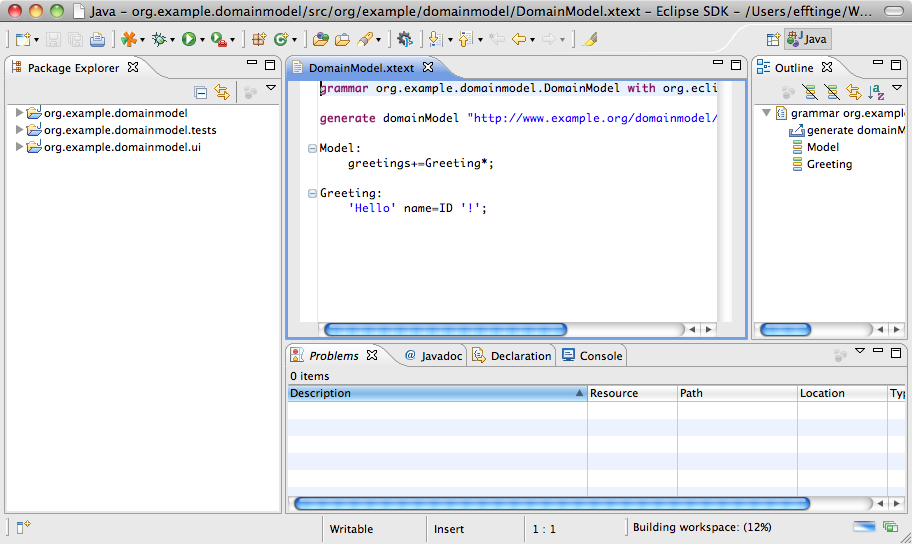 Java – org.example.domainmodel/src/org/example/domainmodel/DomainModel.xtext – Eclipse SDK – /Users/efftinge/W...
Java
Package Explorer
org.example.domainmodel
org.example.domainmodel.tests
org.example.domainmodel.ui
DomainModel.xtext
grammar org.example.domainmodel.DomainModel with org.ecli
generate domainModel "http://www.example.org/domainmodel/
Model:
greetings+=Greeting*;
Greeting:
'Hello' name=ID '!';
Outline
grammar org.exampl
generate domainM
Model
Greeting
Problems @ Javadoc Declaration Console
0 items
Description Resource Path Location Typ
Writable Insert 1 : 1 Building workspace: (12%)